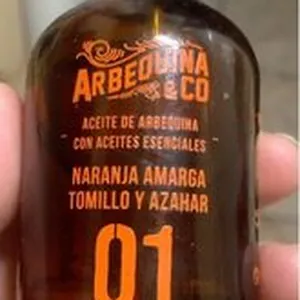 ARBEQUINA
& CO
ACEITE DE ARBEQUINA
CON ACEITES ESENCIALES
NARANJA AMARGA
TOMILLO Y AZAHAR
01